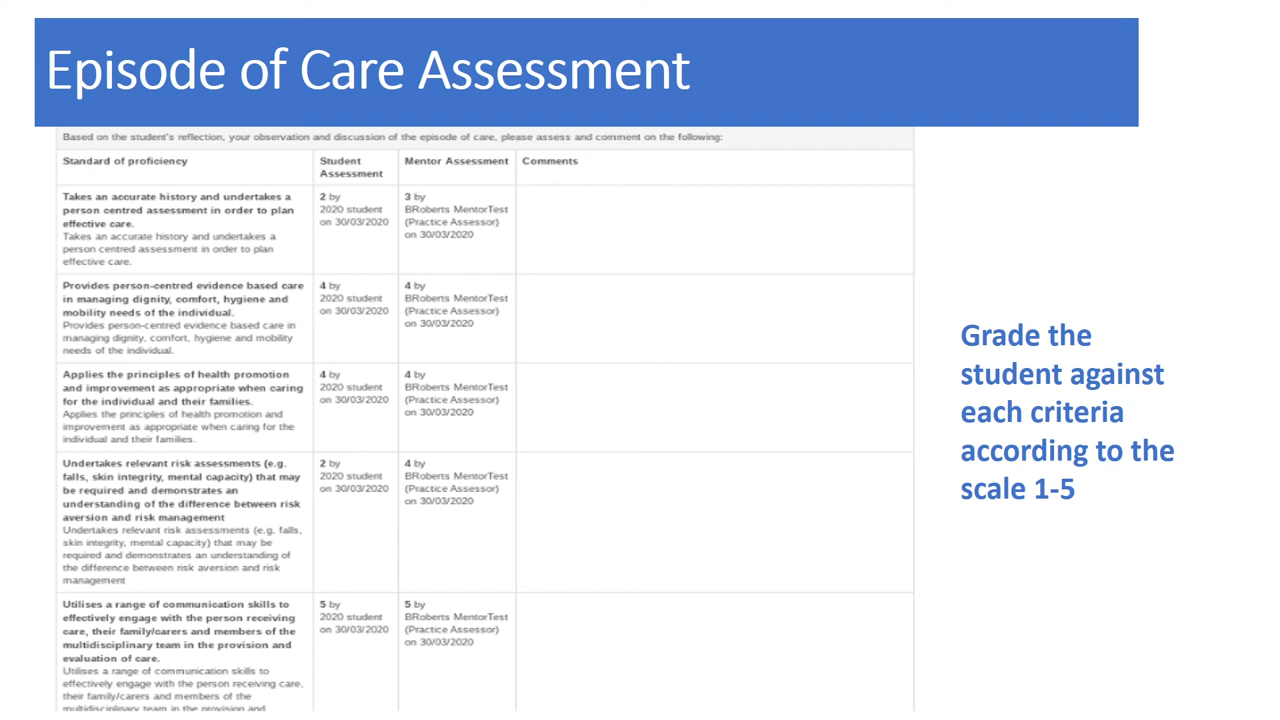 Episode of Care Assessment
Based on the student's reflection, your observation and discussion of the episode of care, please assess and comment on the following:
Standard of proficiency
Student
Assessment
Mentor Assessment
Comments
Takes an accurate history and undertakes a
person centred assessment in order to plan
effective care.
Takes an accurate history and undertakes a
person centred assessment in order to plan
effective care.
2 by
2020 student
on 30/03/2020
3 by
BRoberts MentorTest
(Practice Assessor)
on 30/03/2020
Provides person-centred evidence based care
in managing dignity, comfort, hygiene and
mobility needs of the individual.
Provides person-centred evidence based care in
managing dignity, comfort, hygiene and mobility
needs of the individual.
4 by
2020 student
on 30/03/2020
4 by
BRoberts MentorTest
(Practice Assessor)
on 30/03/2020
Applies the principles of health promotion
and improvement as appropriate when caring
for the individual and their families.
Applies the principles of health promotion and
improvement as appropriate when caring for the
individual and their families.
4 by
2020 student
on 30/03/2020
4 by
BRoberts MentorTest
(Practice Assessor)
on 30/03/2020
Undertakes relevant risk assessments (e.g.
falls, skin integrity, mental capacity) that may
be required and demonstrates an
understanding of the difference between risk
aversion and risk management
Undertakes relevant risk assessments (e.g. falls,
skin integrity, mental capacity) that may be
required and demonstrates an understanding of
the difference between risk aversion and risk
management
2 by
2020 student
on 30/03/2020
4 by
BRoberts MentorTest
(Practice Assessor)
on 30/03/2020
Utilises a range of communication skills to
effectively engage with the person receiving
care, their family/carers and members of the
multidisciplinary team in the provision and
evaluation of care.
Utilises a range of communication skills to
effectively engage with the person receiving care,
their family/carers and members of the
multidisciplinary team in the provision and
5 by
2020 student
on 30/03/2020
5 by
BRoberts MentorTest
(Practice Assessor)
on 30/03/2020
Grade the
student against
each criteria
according to the
scale 1-5